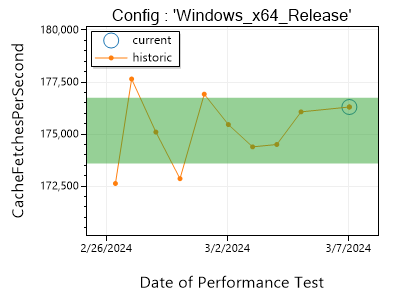 Config : 'Windows_x64_Release'
180,000
177,500
175,000
172,500
CacheFetchesPerSecond
current
historic
2/26/2024
3/2/2024
3/7/2024
Date of Performance Test